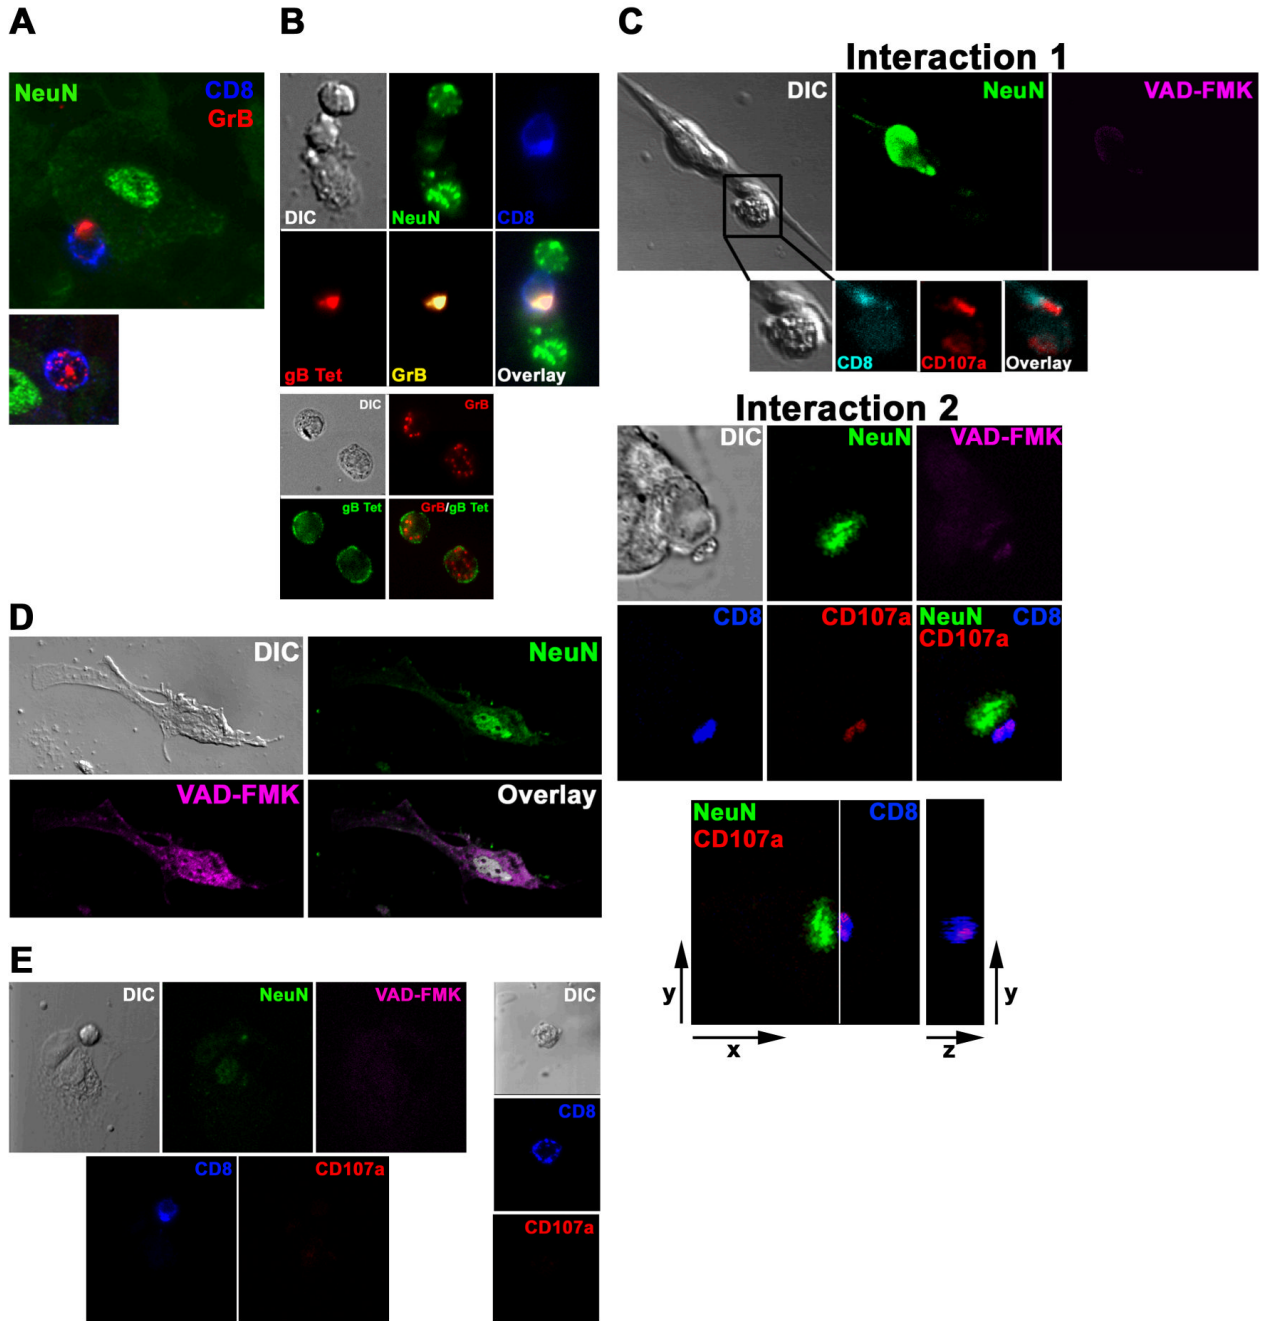 A
NeuN
CD8
GrB
B
DIC
NeuN
CD8
gB Tet
GrB
Overlay
DIC
GrB
gB Tet
GrB/gB Tet
C
Interaction 1
DIC
NeuN
VAD-FMK
CD8
CD107a
Overlay
Interaction 2
DIC
NeuN
VAD-FMK
CD8
CD107a
NeuN CD8
CD107a
NeuN
CD8
CD107a
y
x
y
z
D
DIC
NeuN
VAD-FMK
Overlay
E
DIC
NeuN
VAD-FMK
CD8
CD107a
DIC
CD8
CD107a